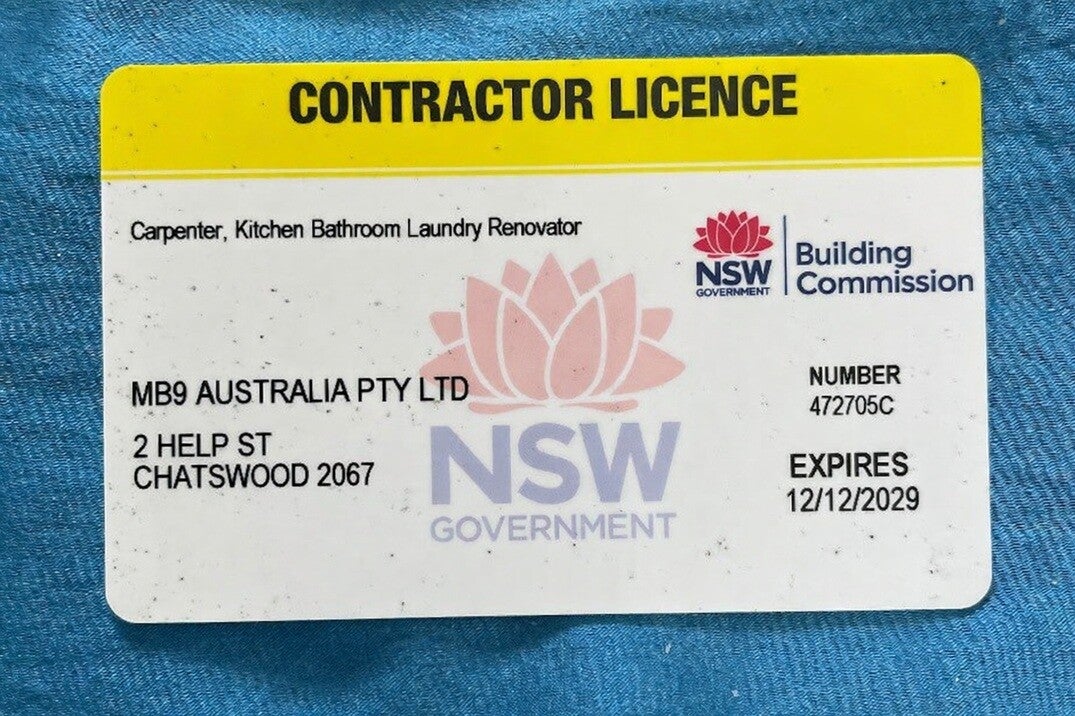 CONTRACTOR LICENCE
Carpenter, Kitchen Bathroom Laundry Renovator
NSW
GOVERNMENT
Building
Commission
MB9 AUSTRALIA PTY LTD
2 HELP ST
CHATSWOOD 2067
NUMBER
472705C
EXPIRES
12/12/2029
NSW
GOVERNMENT